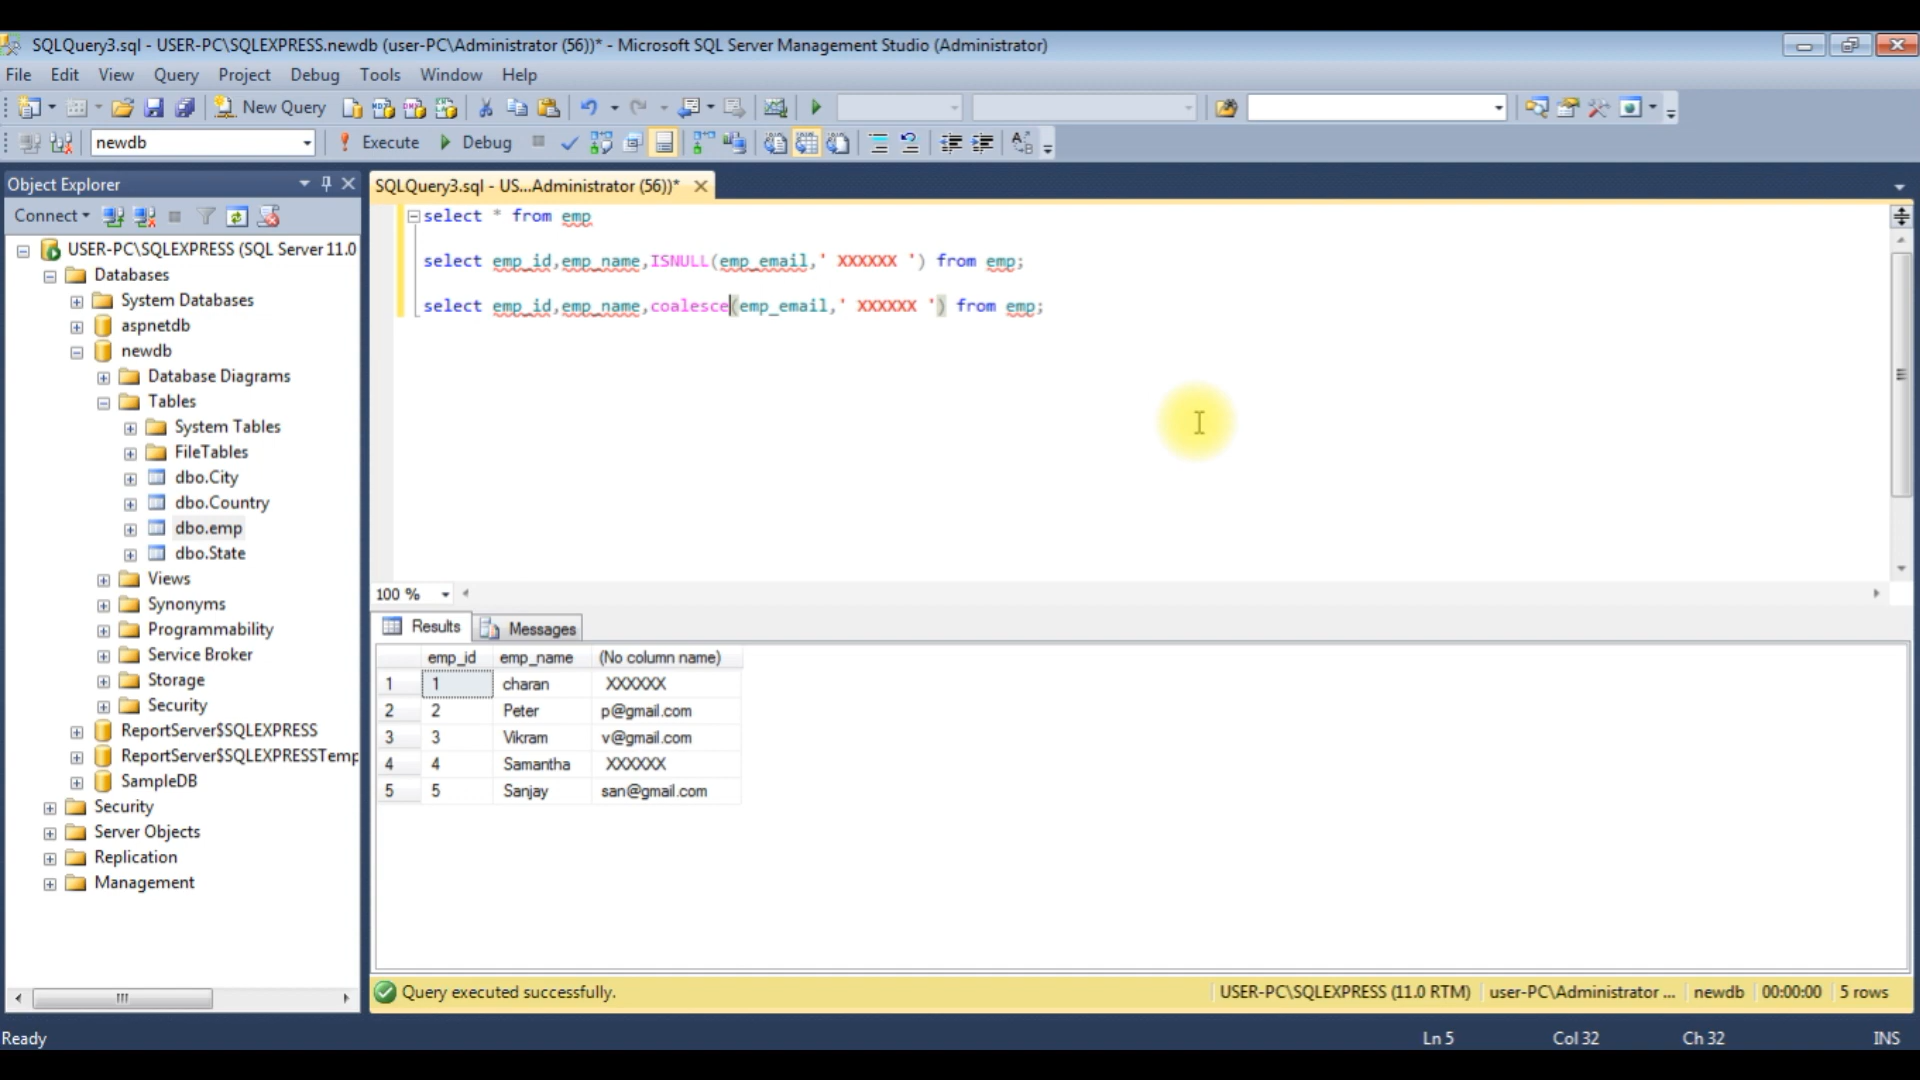 SQLQuery3.sql - USER-PC\SQLEXPRESS.newdb (user-PC\Administrator (56))* - Microsoft SQL Server Management Studio (Administrator)
File Edit View Query Project Debug Tools Window Help
New Query
newdb Execute Debug
Object Explorer
Connect
USER-PC\SQLEXPRESS (SQL Server 11.0
Databases
System Databases
aspnetdb
newdb
Database Diagrams
Tables
System Tables
FileTables
dbo.City
dbo.Country
dbo.emp
dbo.State
Views
Synonyms
Programmability
Service Broker
Storage
Security
ReportServer$SQLEXPRESS
ReportServer$SQLEXPRESSTemp
SampleDB
Security
Server Objects
Replication
Management
SQLQuery3.sql - US...Administrator (56))*
select * from emp
select emp_id,emp_name,ISNULL(emp_email,' XXXXXX ') from emp;
select emp_id,emp_name,coalesce(emp_email,' XXXXXX ') from emp;
100 %
Results Messages
emp_id emp_name (No column name)
1 1 charan XXXXXX
2 2 Peter p@gmail.com
3 3 Vikram v@gmail.com
4 4 Samantha XXXXXX
5 5 Sanjay san@gmail.com
Query executed successfully. USER-PC\SQLEXPRESS (11.0 RTM) user-PC\Administrator ... newdb 00:00:00 5 rows
Ready Ln 5 Col 32 Ch 32 INS